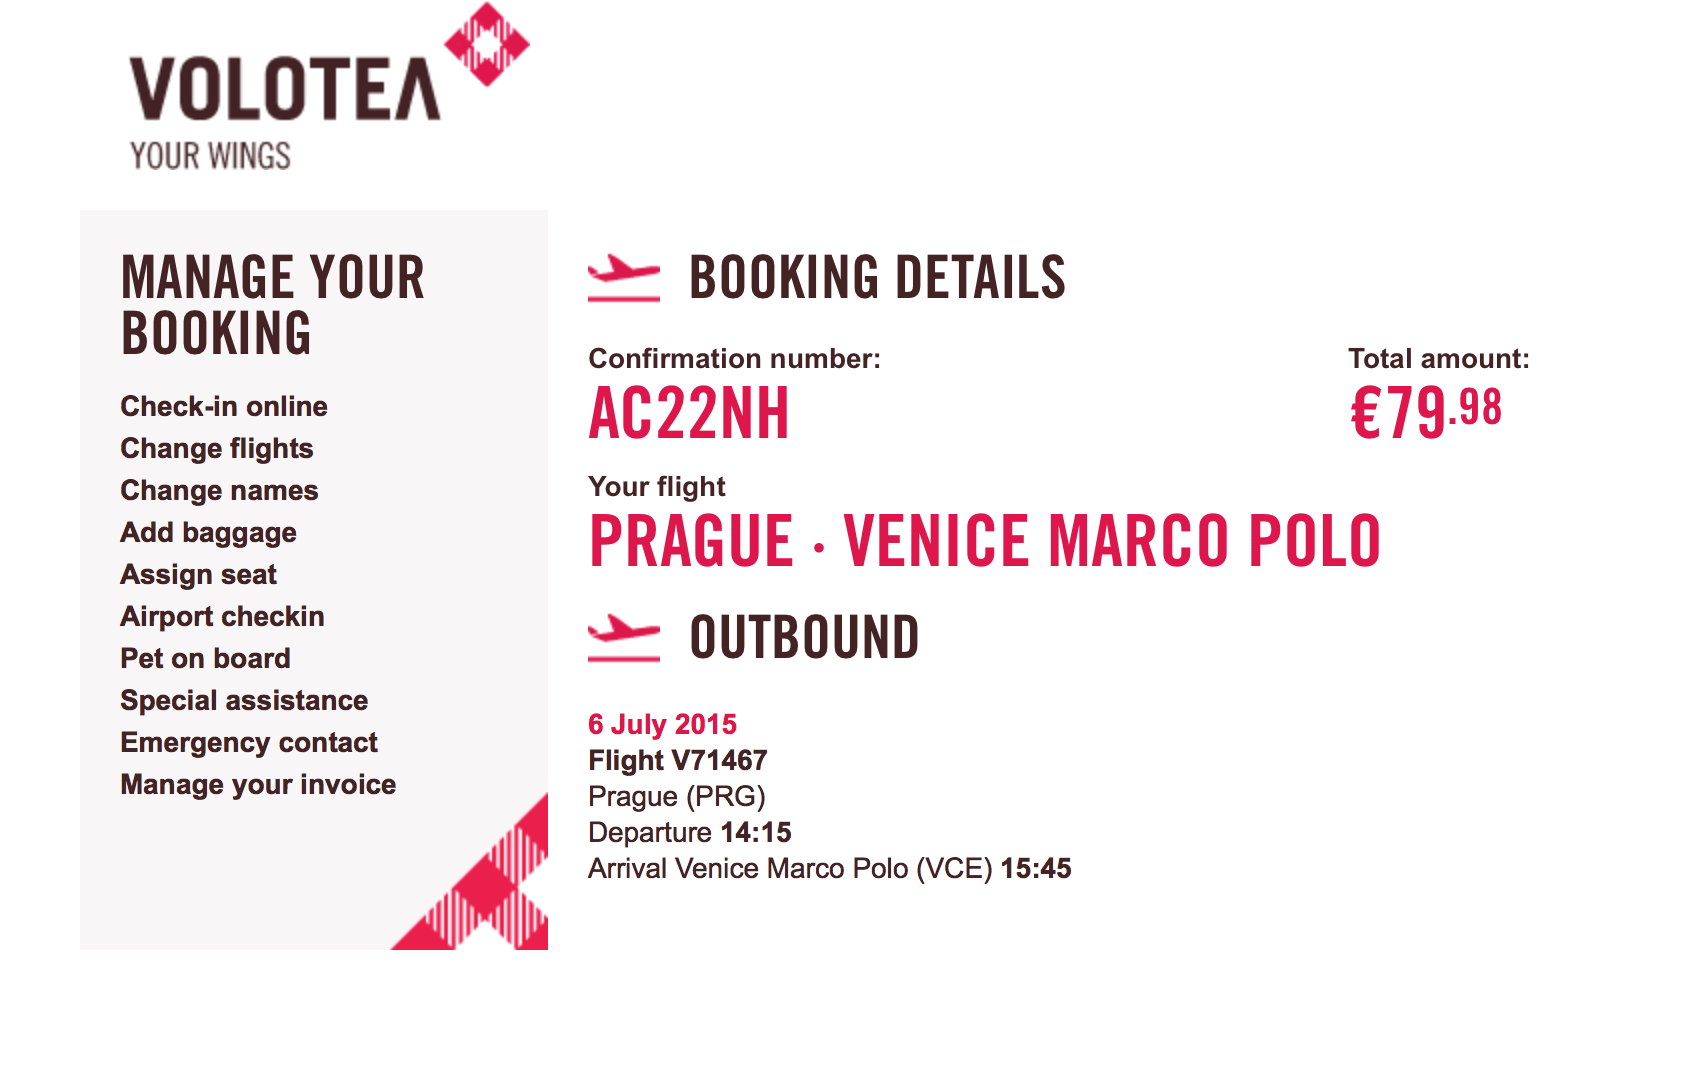 VOLOTEA
YOUR WINGS
MANAGE YOUR
BOOKING
Check-in online
Change flights
Change names
Add baggage
Assign seat
Airport checkin
Pet on board
Special assistance
Emergency contact
Manage your invoice
BOOKING DETAILS
Confirmation number:
AC22NH
Total amount:
€79.98
Your flight
PRAGUE · VENICE MARCO POLO
OUTBOUND
6 July 2015
Flight V71467
Prague (PRG)
Departure 14:15
Arrival Venice Marco Polo (VCE) 15:45